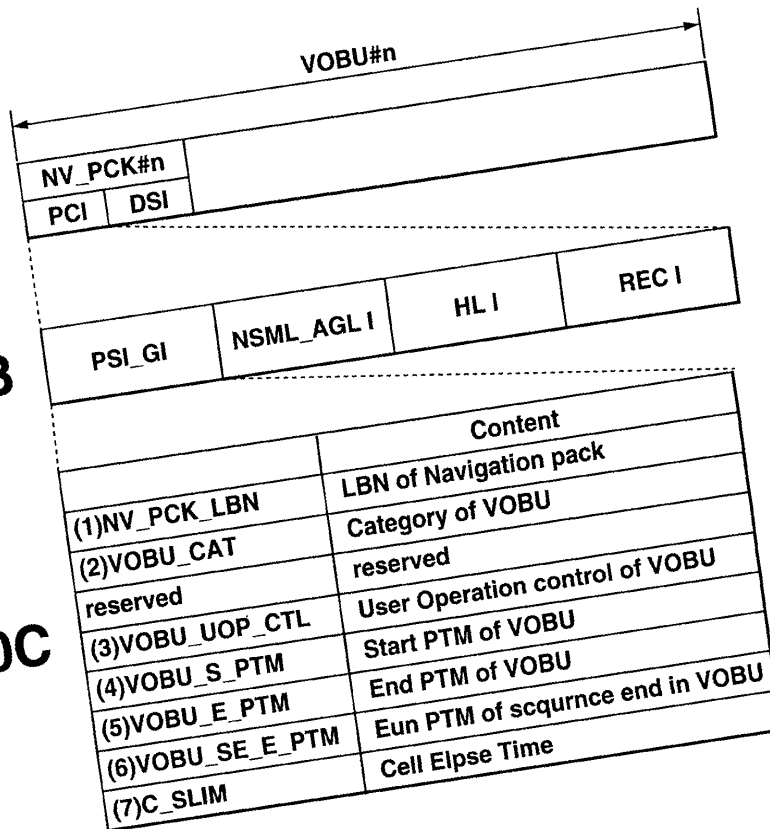 VOBU#n
NV_PCK#n
PCI DSI
PSI_GI NSML_AGL I HL I REC I
B
Content
(1)NV_PCK_LBN LBN of Navigation pack
(2)VOBU_CAT Category of VOBU
reserved reserved
(3)VOBU_UOP_CTL User Operation control of VOBU
0C
(4)VOBU_S_PTM Start PTM of VOBU
(5)VOBU_E_PTM End PTM of VOBU
(6)VOBU_SE_E_PTM Eun PTM of scqurnce end in VOBU
(7)C_SLIM Cell Elpse Time